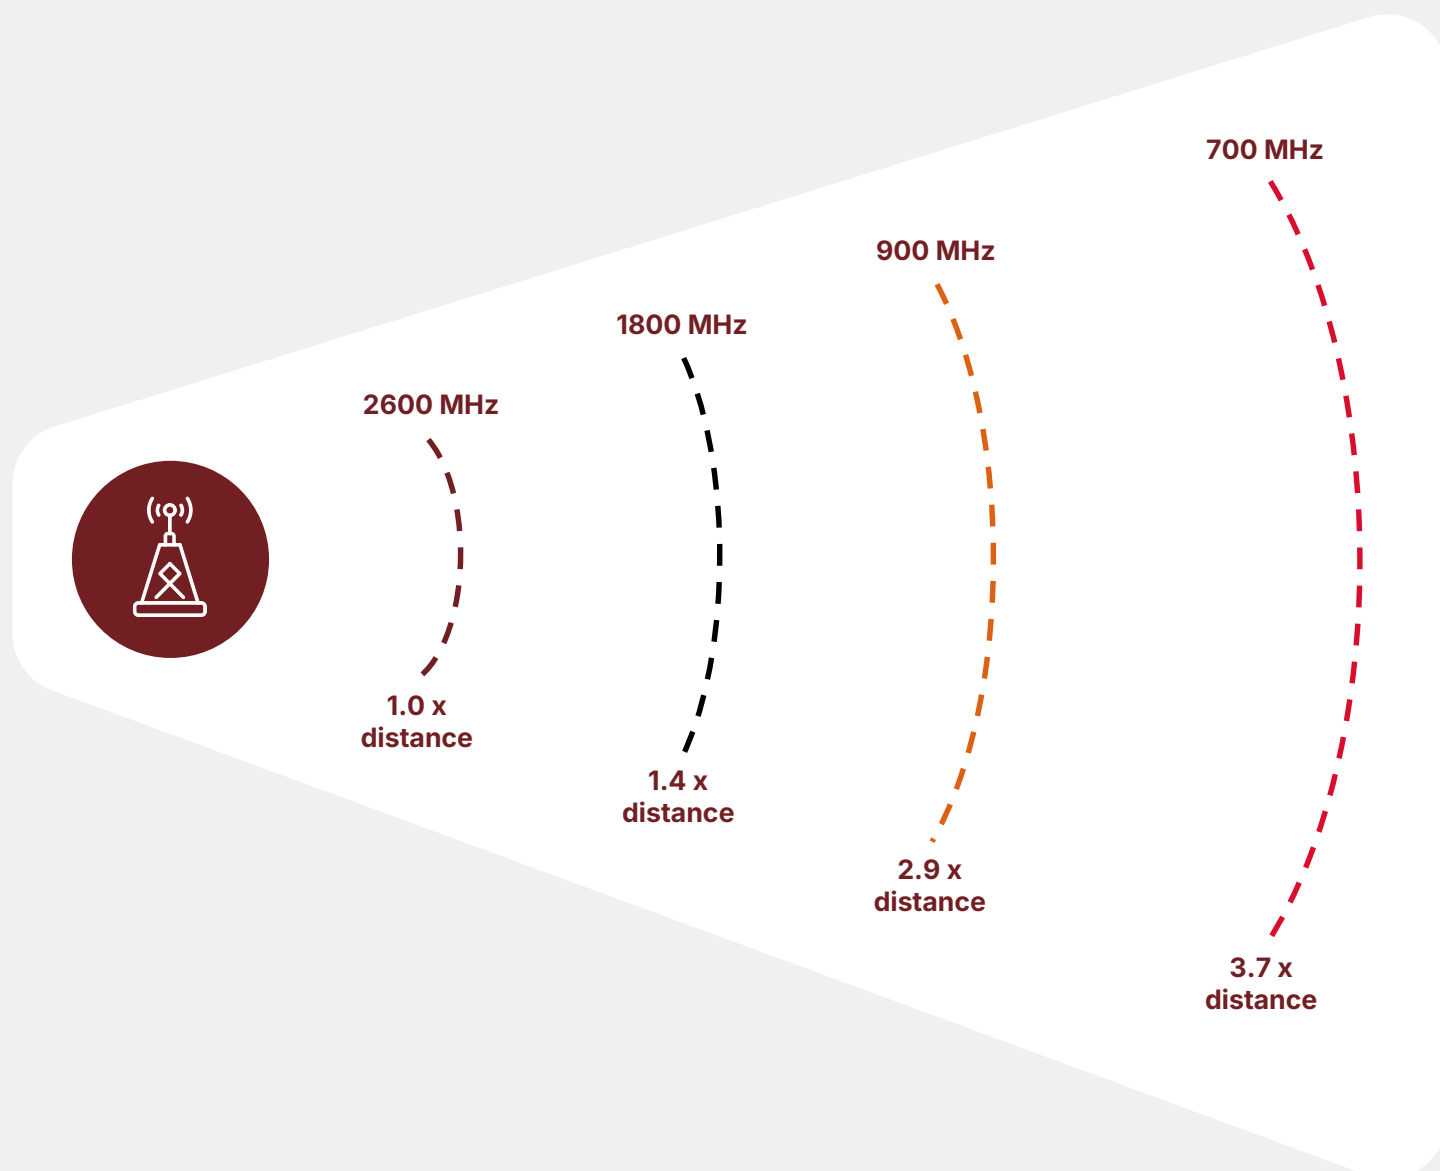 700 MHz
900 MHz
1800 MHz
2600 MHz
1.0 x
distance
1.4 x
distance
2.9 x
distance
3.7 x
distance